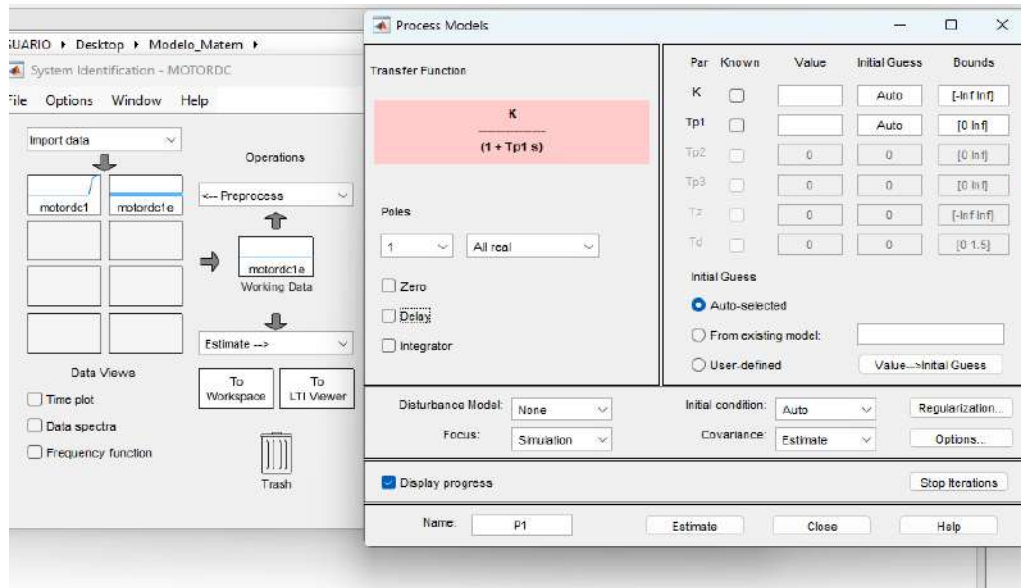 Process Models
SUARIO ▸ Desktop ▸ Modelo_Matem ▸
System Identification - MOTORDC
File Options Window Help
Import data
motordc1
motordc1e
Operations
<-- Preprocess
motordc1e
Working Data
Estimate -->
Data Views
Time plot
Data spectra
Frequency function
To Workspace
To LTI Viewer
Trash
Transfer Function
K
(1 + Tp1 s)
Poles
1 All real
Zero
Delay
Integrator
Par Known Value Initial Guess Bounds
K Auto [-Inf Inf]
Tp1 Auto [0 Inf]
Tp2 0 0 [0 Inf]
Tp3 0 0 [0 Inf]
Tz 0 0 [-Inf Inf]
Td 0 0 [0 1.5]
Initial Guess
Auto-selected
From existing model:
User-defined Value-->Initial Guess
Disturbance Model: None Initial condition: Auto Regularization...
Focus: Simulation Covariance: Estimate Options...
Display progress Stop Iterations
Name: P1 Estimate Close Help